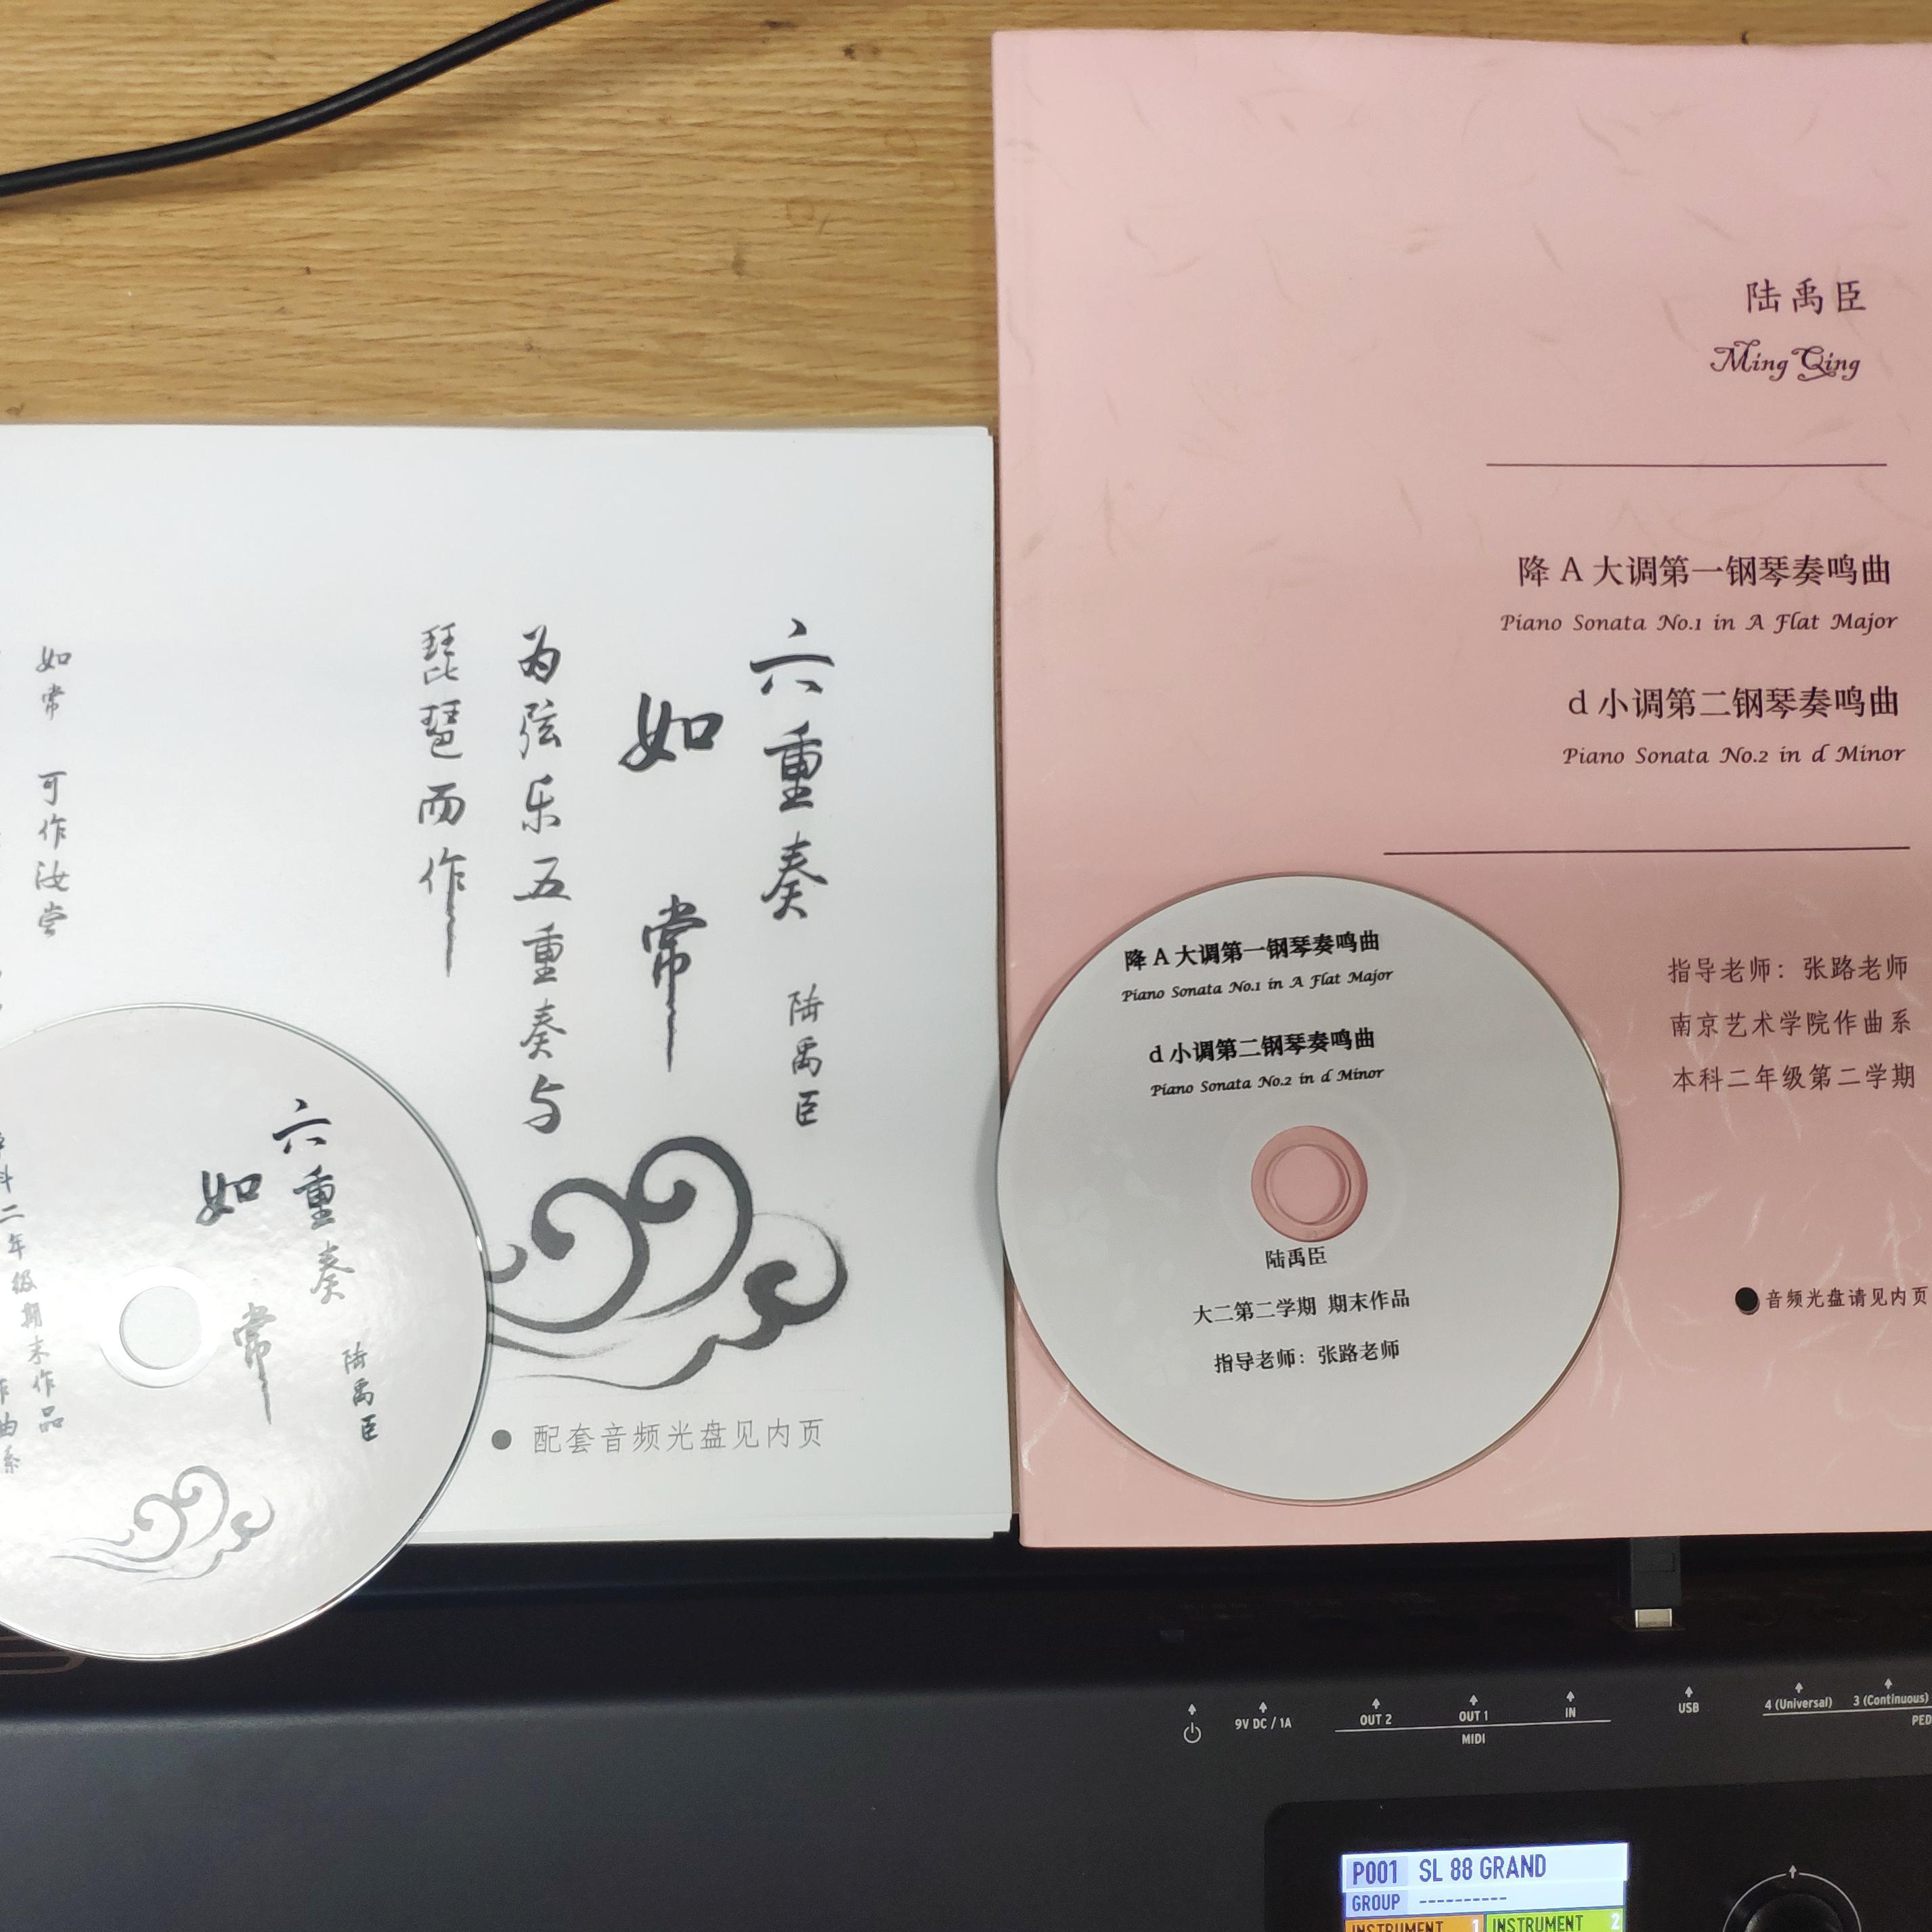 六重奏 陆禹臣
如常
为弦乐五重奏与
琵琶而作
如常 可作汝尝
配套音频光盘见内页
六重奏 陆禹臣
如常
二年级期末作品
陆禹臣
Ming Qing
降 A 大调第一钢琴奏鸣曲
Piano Sonata No.1 in A Flat Major
d 小调第二钢琴奏鸣曲
Piano Sonata No.2 in d Minor
指导老师：张路老师
南京艺术学院作曲系
本科二年级第二学期
音频光盘请见内页
降 A 大调第一钢琴奏鸣曲
Piano Sonata No.1 in A Flat Major
d 小调第二钢琴奏鸣曲
Piano Sonata No.2 in d Minor
陆禹臣
大二第二学期 期末作品
指导老师：张路老师
9V DC / 1A
OUT 2
OUT 1
IN
MIDI
USB
4 (Universal)
3 (Continuous)
PED
P001 SL 88 GRAND
GROUP ----------
INSTRUMENT 1 INSTRUMENT 2